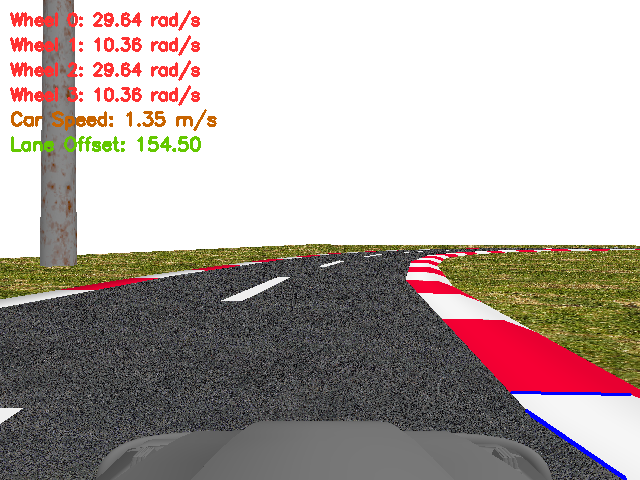 Wheel 0: 29.64 rad/s
Wheel 1: 10.36 rad/s
Wheel 2: 29.64 rad/s
Wheel 3: 10.36 rad/s
Car Speed: 1.35 m/s
Lane Offset: 154.50